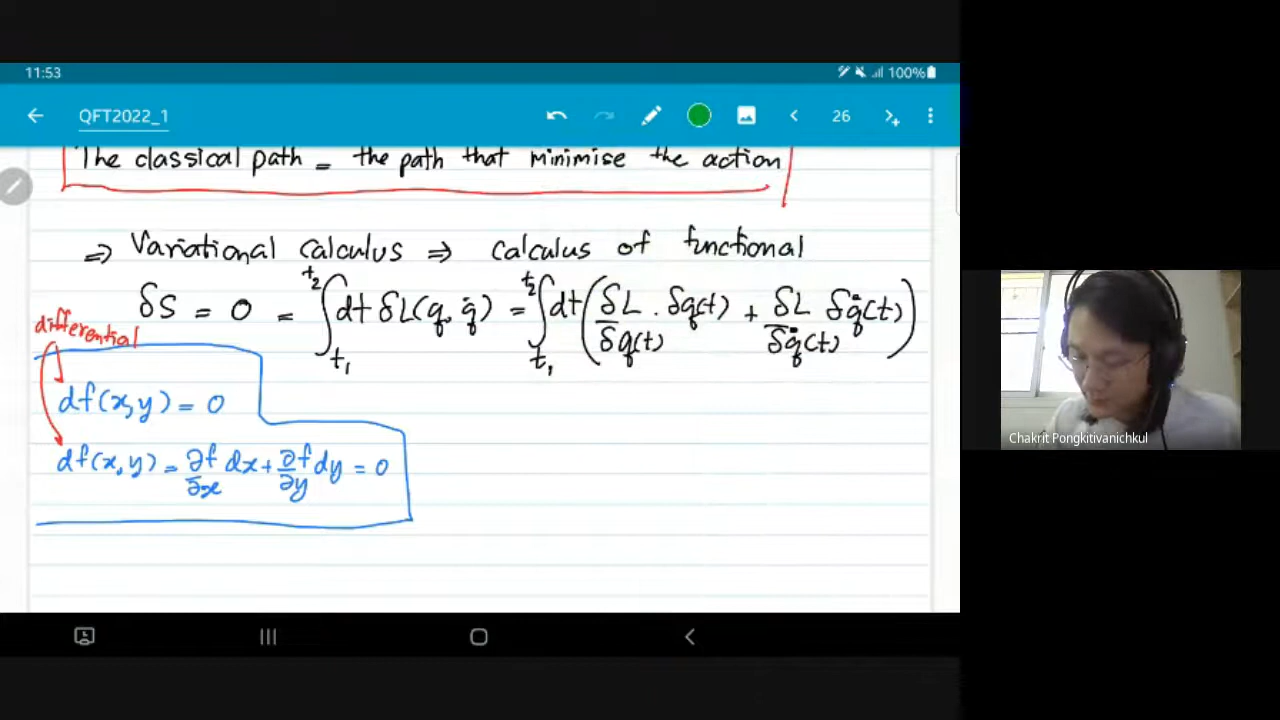 11:53
100%
QFT2022_1
26
The classical path = the path that minimise the action
⇒ Variational calculus ⇒ calculus of functional
δS = 0 = ∫_{t₁}^{t₂} dt δL(q, q̇) = ∫_{t₁}^{t₂} dt (δL/δq(t) . δq(t) + δL/δq̇(t) δq̇(t))
differential
df(x,y) = 0
df(x,y) = ∂f/∂x dx + ∂f/∂y dy = 0
Chakrit Pongkitivanichkul